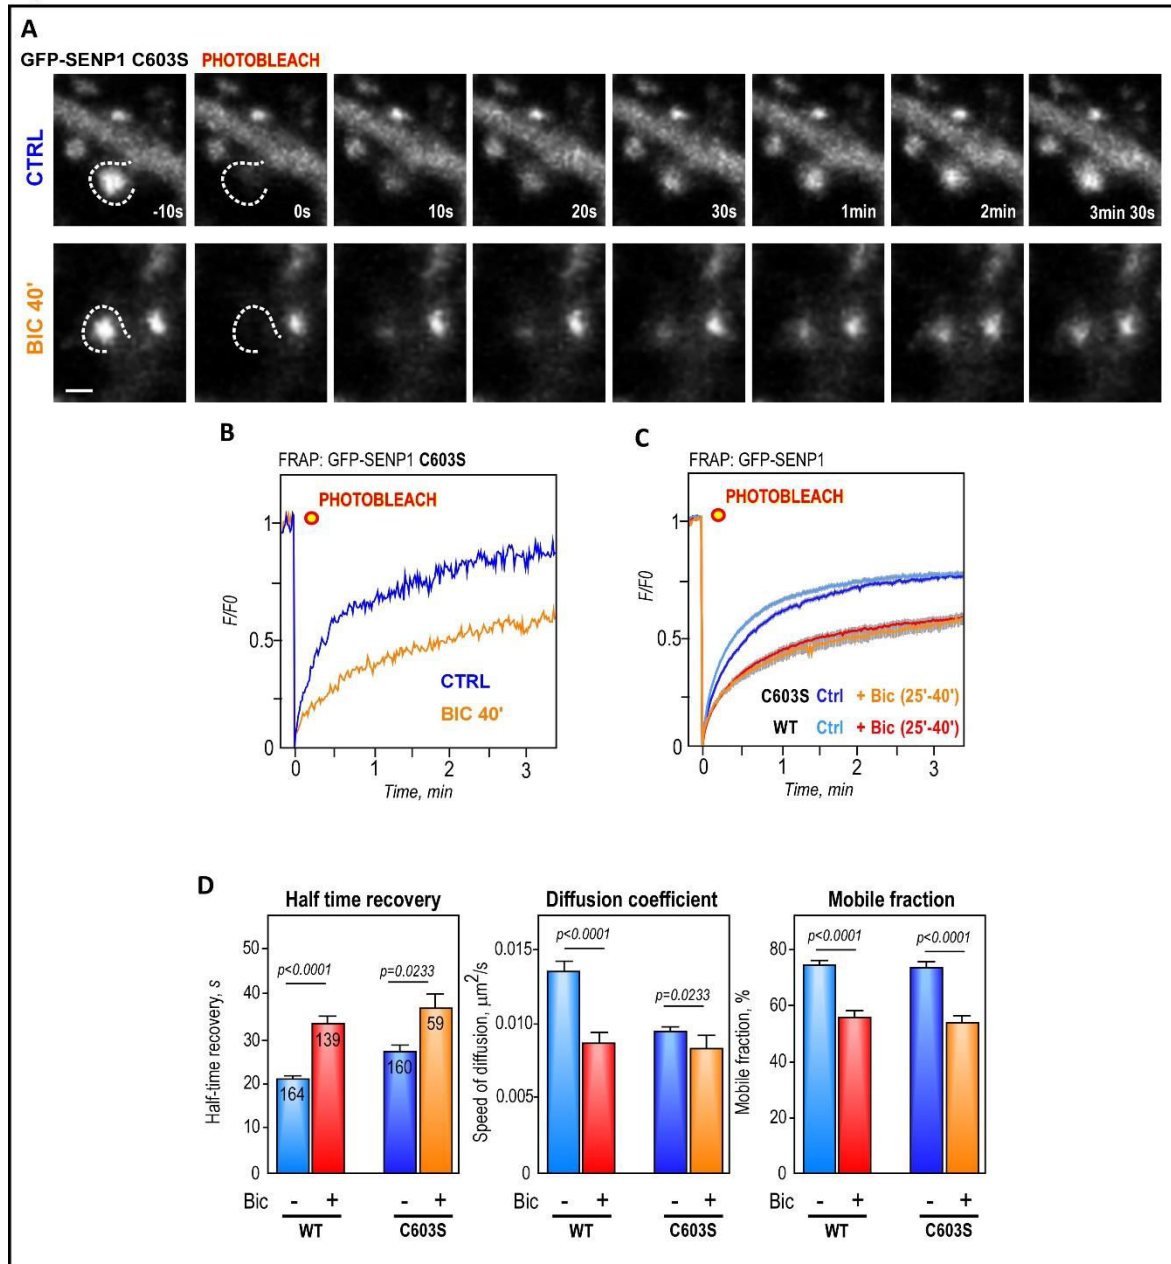 A
GFP-SENP1 C603S PHOTOBLEACH
CTRL
-10s 0s 10s 20s 30s 1min 2min 3min 30s
BIC 40'
B
FRAP: GFP-SENP1 C603S
PHOTOBLEACH
1
0.5
0
F/F0
CTRL
BIC 40'
0 1 2 3
Time, min
C
FRAP: GFP-SENP1
PHOTOBLEACH
1
0.5
0
F/F0
C603S Ctrl + Bic (25'-40')
WT Ctrl + Bic (25'-40')
0 1 2 3
Time, min
D
Half time recovery
Half-time recovery, s
50
40
30
20
10
0
p<0.0001
p=0.0233
164 139 160 59
Bic - + - +
WT C603S
Diffusion coefficient
Speed of diffusion, μm²/s
0.015
0.010
0.005
0
p<0.0001
p=0.0233
Bic - + - +
WT C603S
Mobile fraction
Mobile fraction, %
80
60
40
20
0
p<0.0001
p<0.0001
Bic - + - +
WT C603S